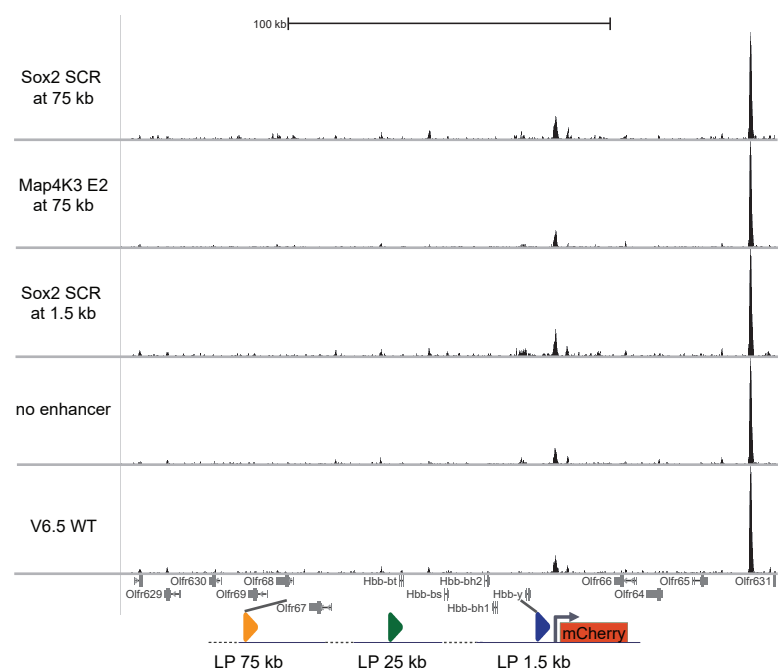 100 kb
Sox2 SCR
at 75 kb
Map4K3 E2
at 75 kb
Sox2 SCR
at 1.5 kb
no enhancer
V6.5 WT
Olfr630 Olfr68 Hbb-bt Hbb-bh2 Olfr66 Olfr65 Olfr631
Olfr629 Olfr69 Hbb-bs Hbb-y Olfr64
Olfr67 Hbb-bh1
mCherry
LP 75 kb LP 25 kb LP 1.5 kb